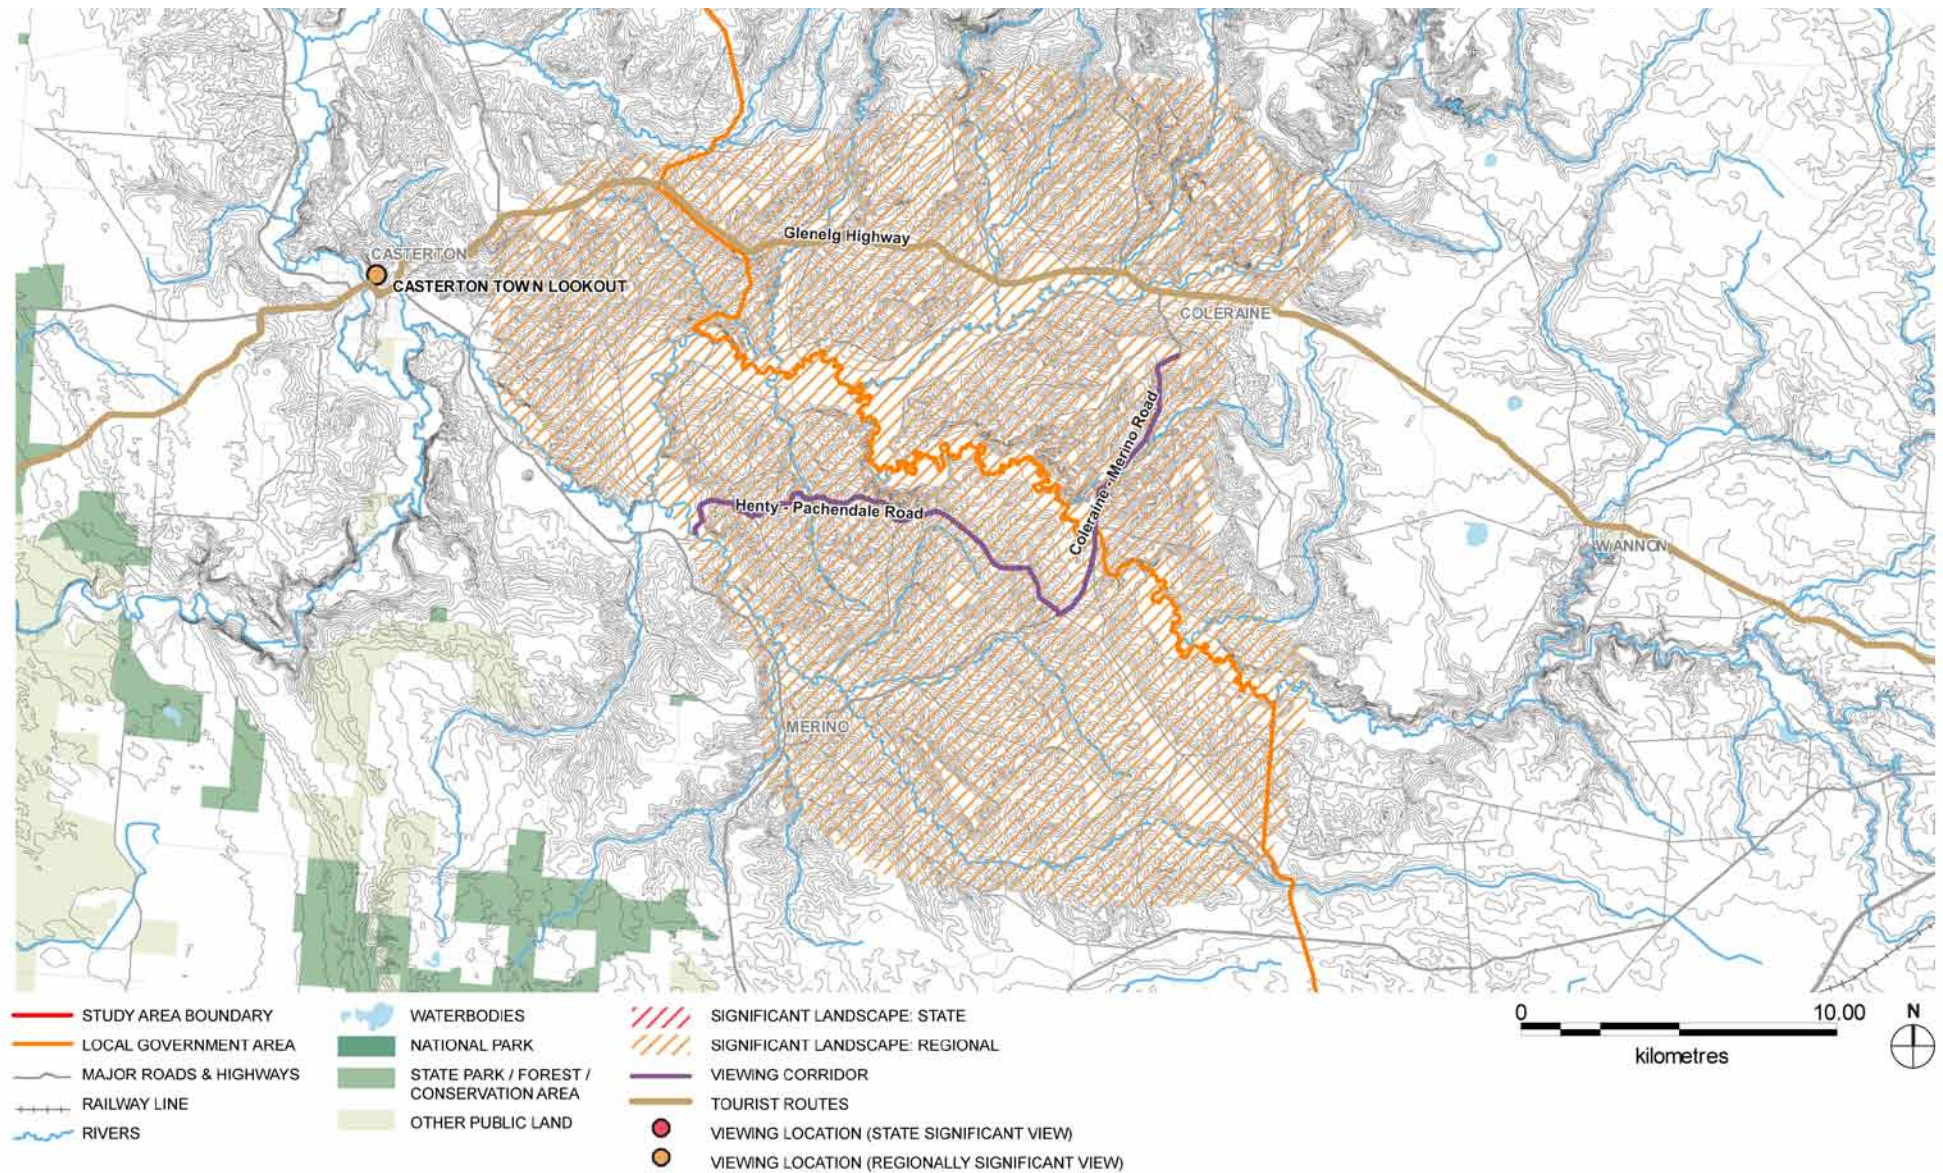 Glenelg Highway
CASTERTON
CASTERTON TOWN LOOKOUT
COLERAINE
Coleraine - Merino Road
Henty - Pachendale Road
WANNON
MERINO
STUDY AREA BOUNDARY
LOCAL GOVERNMENT AREA
MAJOR ROADS & HIGHWAYS
RAILWAY LINE
RIVERS
WATERBODIES
NATIONAL PARK
STATE PARK / FOREST /
CONSERVATION AREA
OTHER PUBLIC LAND
SIGNIFICANT LANDSCAPE: STATE
SIGNIFICANT LANDSCAPE: REGIONAL
VIEWING CORRIDOR
TOURIST ROUTES
VIEWING LOCATION (STATE SIGNIFICANT VIEW)
VIEWING LOCATION (REGIONALLY SIGNIFICANT VIEW)
0 10.00
kilometres
N